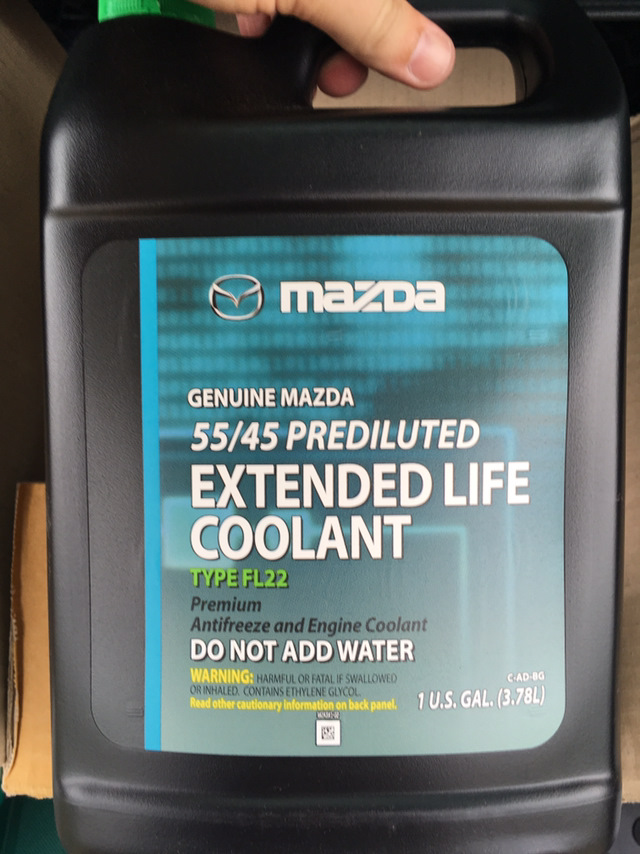 mazda
GENUINE MAZDA
55/45 PREDILUTED
EXTENDED LIFE
COOLANT
TYPE FL22
Premium
Antifreeze and Engine Coolant
DO NOT ADD WATER
WARNING: HARMFUL OR FATAL IF SWALLOWED
OR INHALED. CONTAINS ETHYLENE GLYCOL.
Read other cautionary information on back panel.
C-AD-BG
1 U.S. GAL. (3.78L)